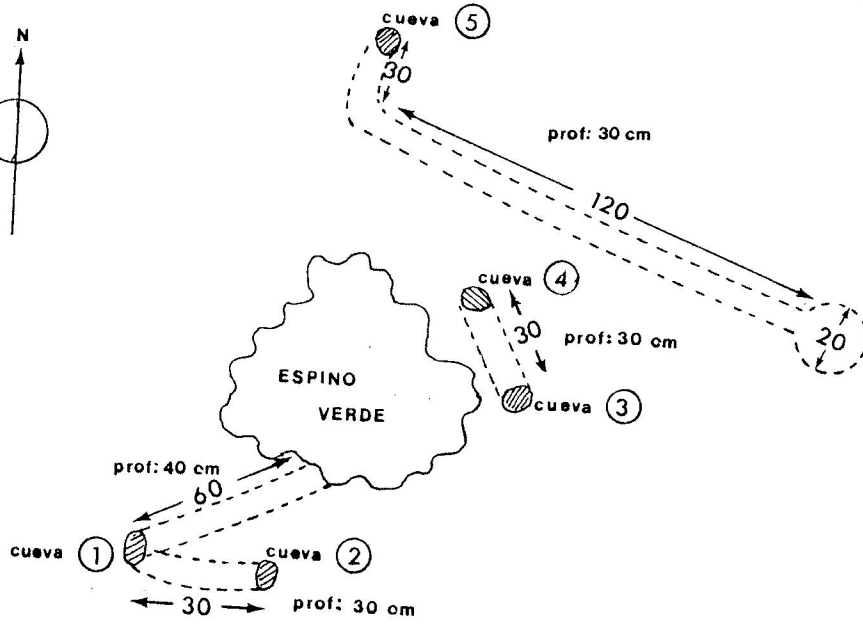 cueva 5
N
30
prof: 30 cm
120
cueva 4
30
prof: 30 cm
20
ESPINO
VERDE
cueva 3
prof: 40 cm
60
cueva 1
cueva 2
30
prof: 30 cm